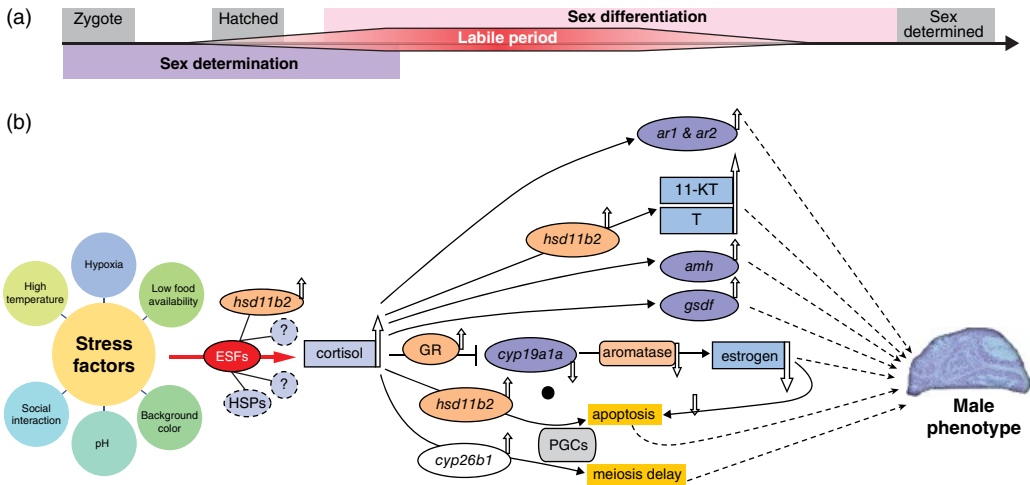 (a)
Zygote
Hatched
Sex differentiation
Sex
determined
Labile period
Sex determination
(b)
ar1 & ar2
11-KT
T
hsd11b2
amh
gsdf
Hypoxia
High
temperature
Low food
availability
hsd11b2
?
Stress
factors
ESFs
cortisol
GR
cyp19a1a
aromatase
estrogen
?
HSPs
Social
interaction
pH
Background
color
hsd11b2
apoptosis
PGCs
cyp26b1
meiosis delay
Male
phenotype